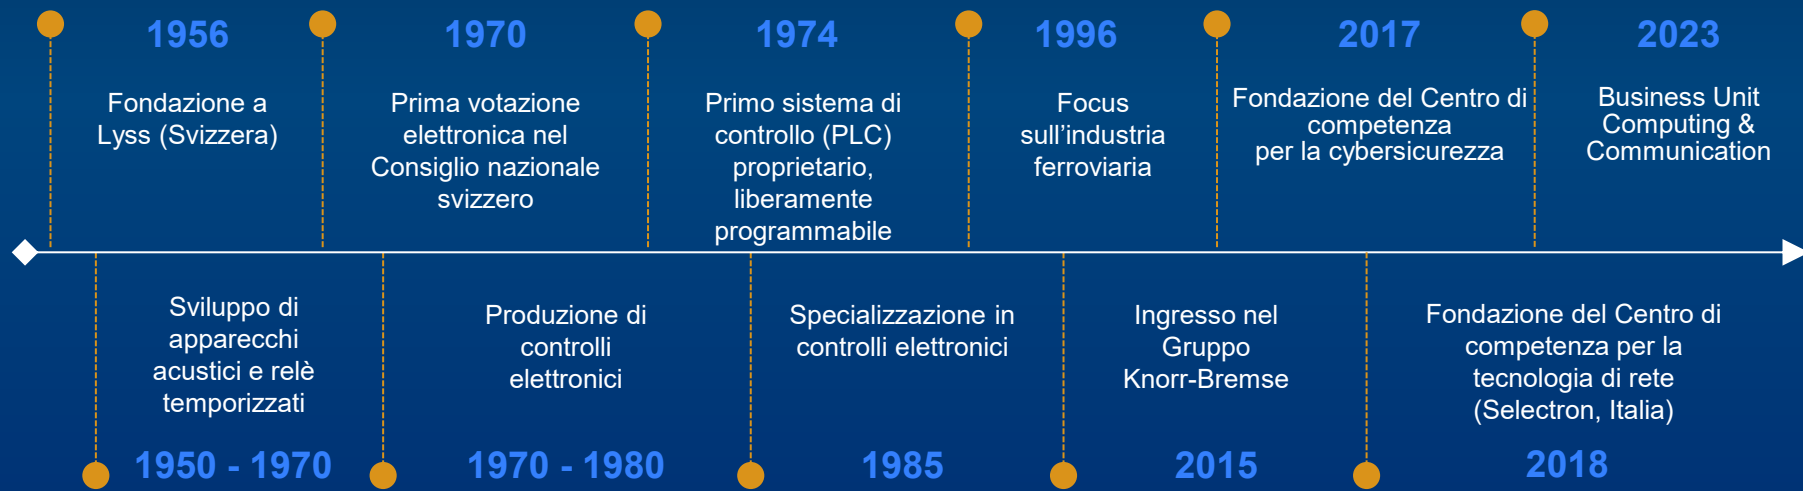 1956
Fondazione a
Lyss (Svizzera)
1970
Prima votazione
elettronica nel
Consiglio nazionale
svizzero
1974
Primo sistema di
controllo (PLC)
proprietario,
liberamente
programmabile
1996
Focus
sull’industria
ferroviaria
2017
Fondazione del Centro di
competenza
per la cybersicurezza
2023
Business Unit
Computing &
Communication
Sviluppo di
apparecchi
acustici e relè
temporizzati
1950 - 1970
Produzione di
controlli
elettronici
1970 - 1980
Specializzazione in
controlli elettronici
1985
Ingresso nel
Gruppo
Knorr-Bremse
2015
Fondazione del Centro di
competenza per la
tecnologia di rete
(Selectron, Italia)
2018